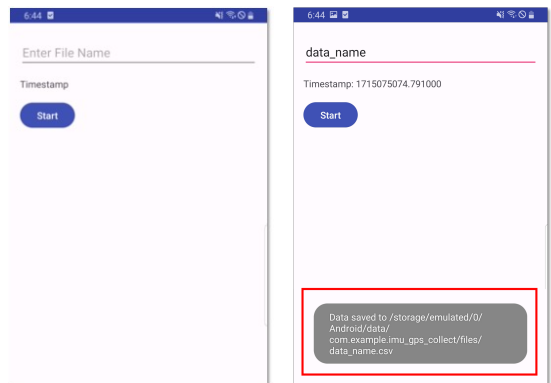 6:44
Enter File Name
Timestamp
Start
6:44
data_name
Timestamp: 1715075074.791000
Start
Data saved to /storage/emulated/0/
Android/data/
com.example.imu_gps_collect/files/
data_name.csv